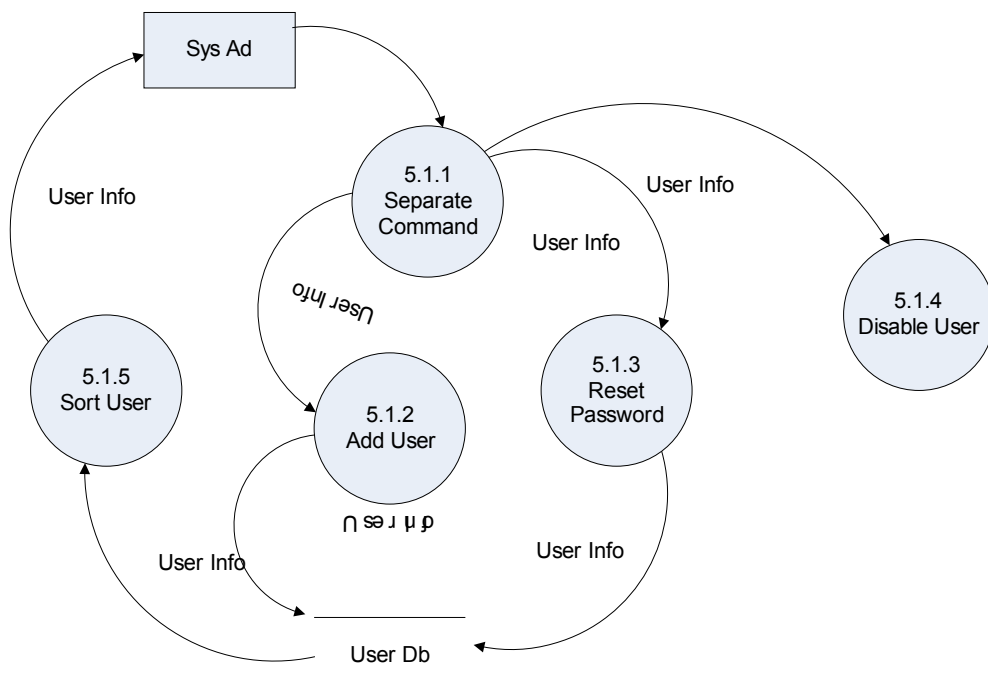 Sys Ad
5.1.1
Separate
Command
User Info
User Info
User Info
User Info
5.1.4
Disable User
5.1.5
Sort User
5.1.2
Add User
5.1.3
Reset
Password
User Info
User Info
User Info
User Db